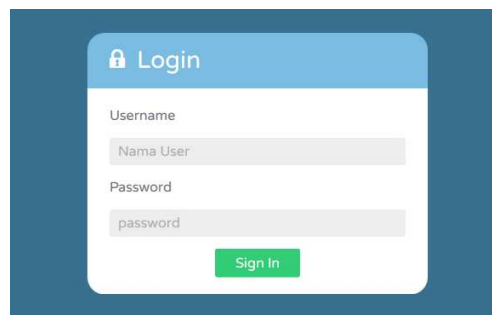 Login
Username
Nama User
Password
password
Sign In